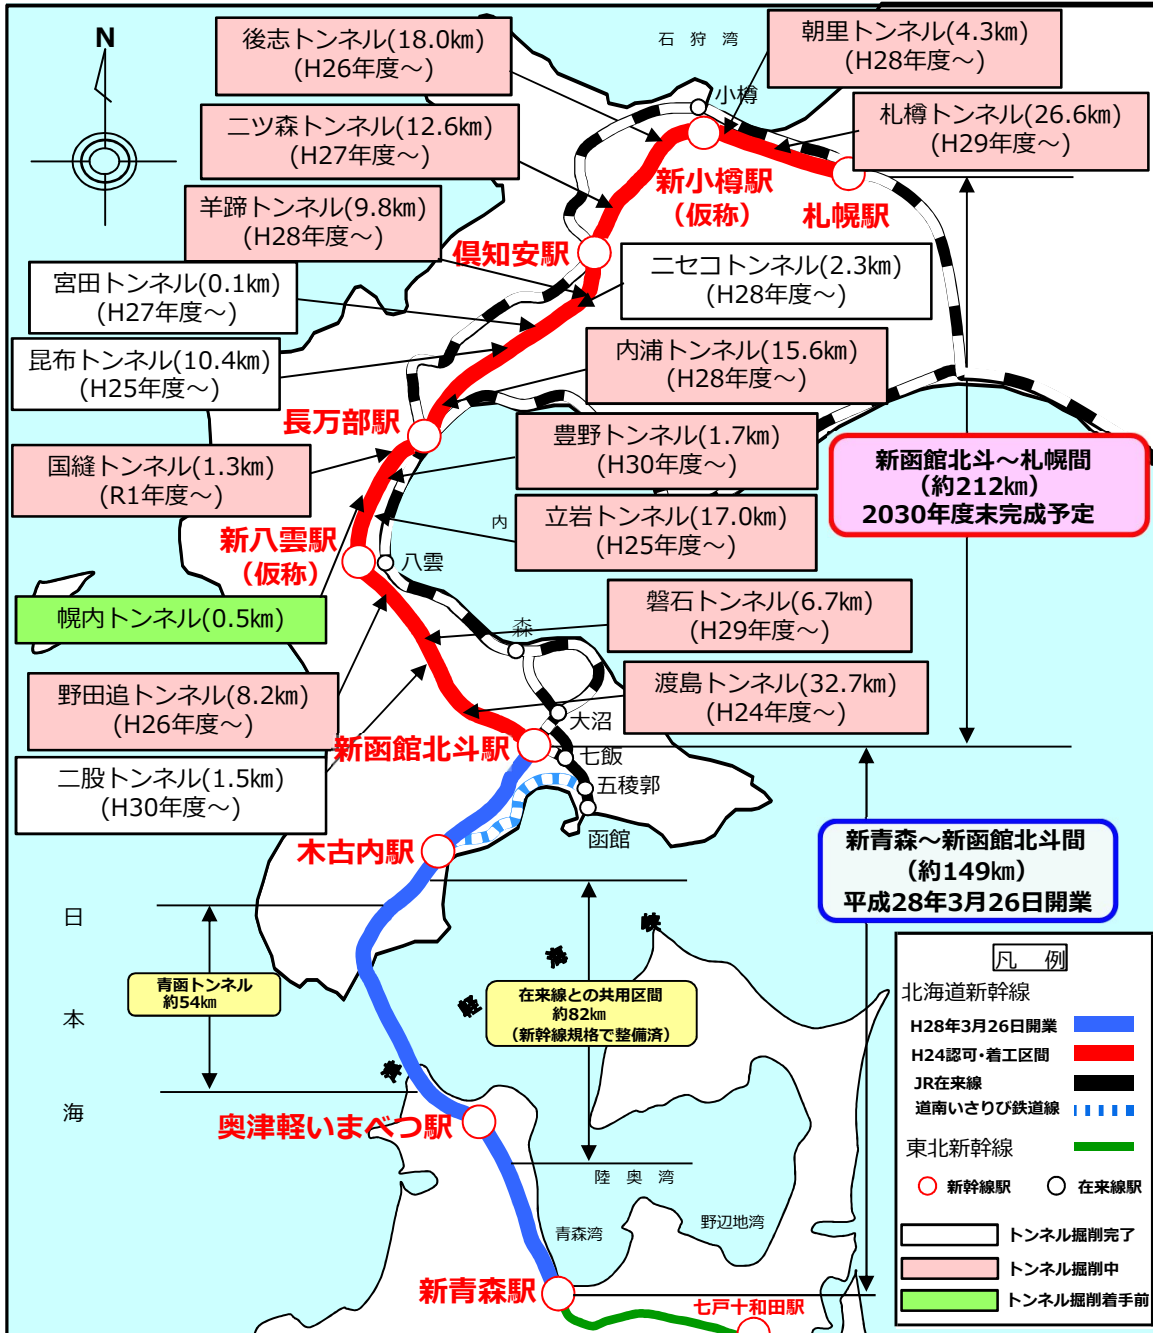 N
石狩湾
後志トンネル(18.0㎞)
(H26年度～)
朝里トンネル(4.3㎞)
(H28年度～)
小樽
二ツ森トンネル(12.6㎞)
(H27年度～)
札樽トンネル(26.6㎞)
(H29年度～)
新小樽駅
（仮称）
札幌駅
羊蹄トンネル(9.8㎞)
(H28年度～)
倶知安駅
ニセコトンネル(2.3㎞)
(H28年度～)
宮田トンネル(0.1㎞)
(H27年度～)
昆布トンネル(10.4㎞)
(H25年度～)
内浦トンネル(15.6㎞)
(H28年度～)
長万部駅
豊野トンネル(1.7㎞)
(H30年度～)
新函館北斗～札幌間
(約212㎞)
2030年度末完成予定
国縫トンネル(1.3㎞)
(R1年度～)
内
立岩トンネル(17.0㎞)
(H25年度～)
新八雲駅
（仮称）
八雲
幌内トンネル(0.5㎞)
磐石トンネル(6.7㎞)
(H29年度～)
森
野田追トンネル(8.2㎞)
(H26年度～)
渡島トンネル(32.7㎞)
(H24年度～)
大沼
新函館北斗駅
七飯
二股トンネル(1.5㎞)
(H30年度～)
五稜郭
函館
木古内駅
新青森～新函館北斗間
（約149㎞）
平成28年3月26日開業
日本海
津軽海峡
青函トンネル
約54㎞
在来線との共用区間
約82㎞
（新幹線規格で整備済）
奥津軽いまべつ駅
陸奥湾
青森湾
野辺地湾
新青森駅
七戸十和田駅
凡例
北海道新幹線
H28年3月26日開業
H24認可・着工区間
JR在来線
道南いさりび鉄道線
東北新幹線
新幹線駅
在来線駅
トンネル掘削完了
トンネル掘削中
トンネル掘削着手前